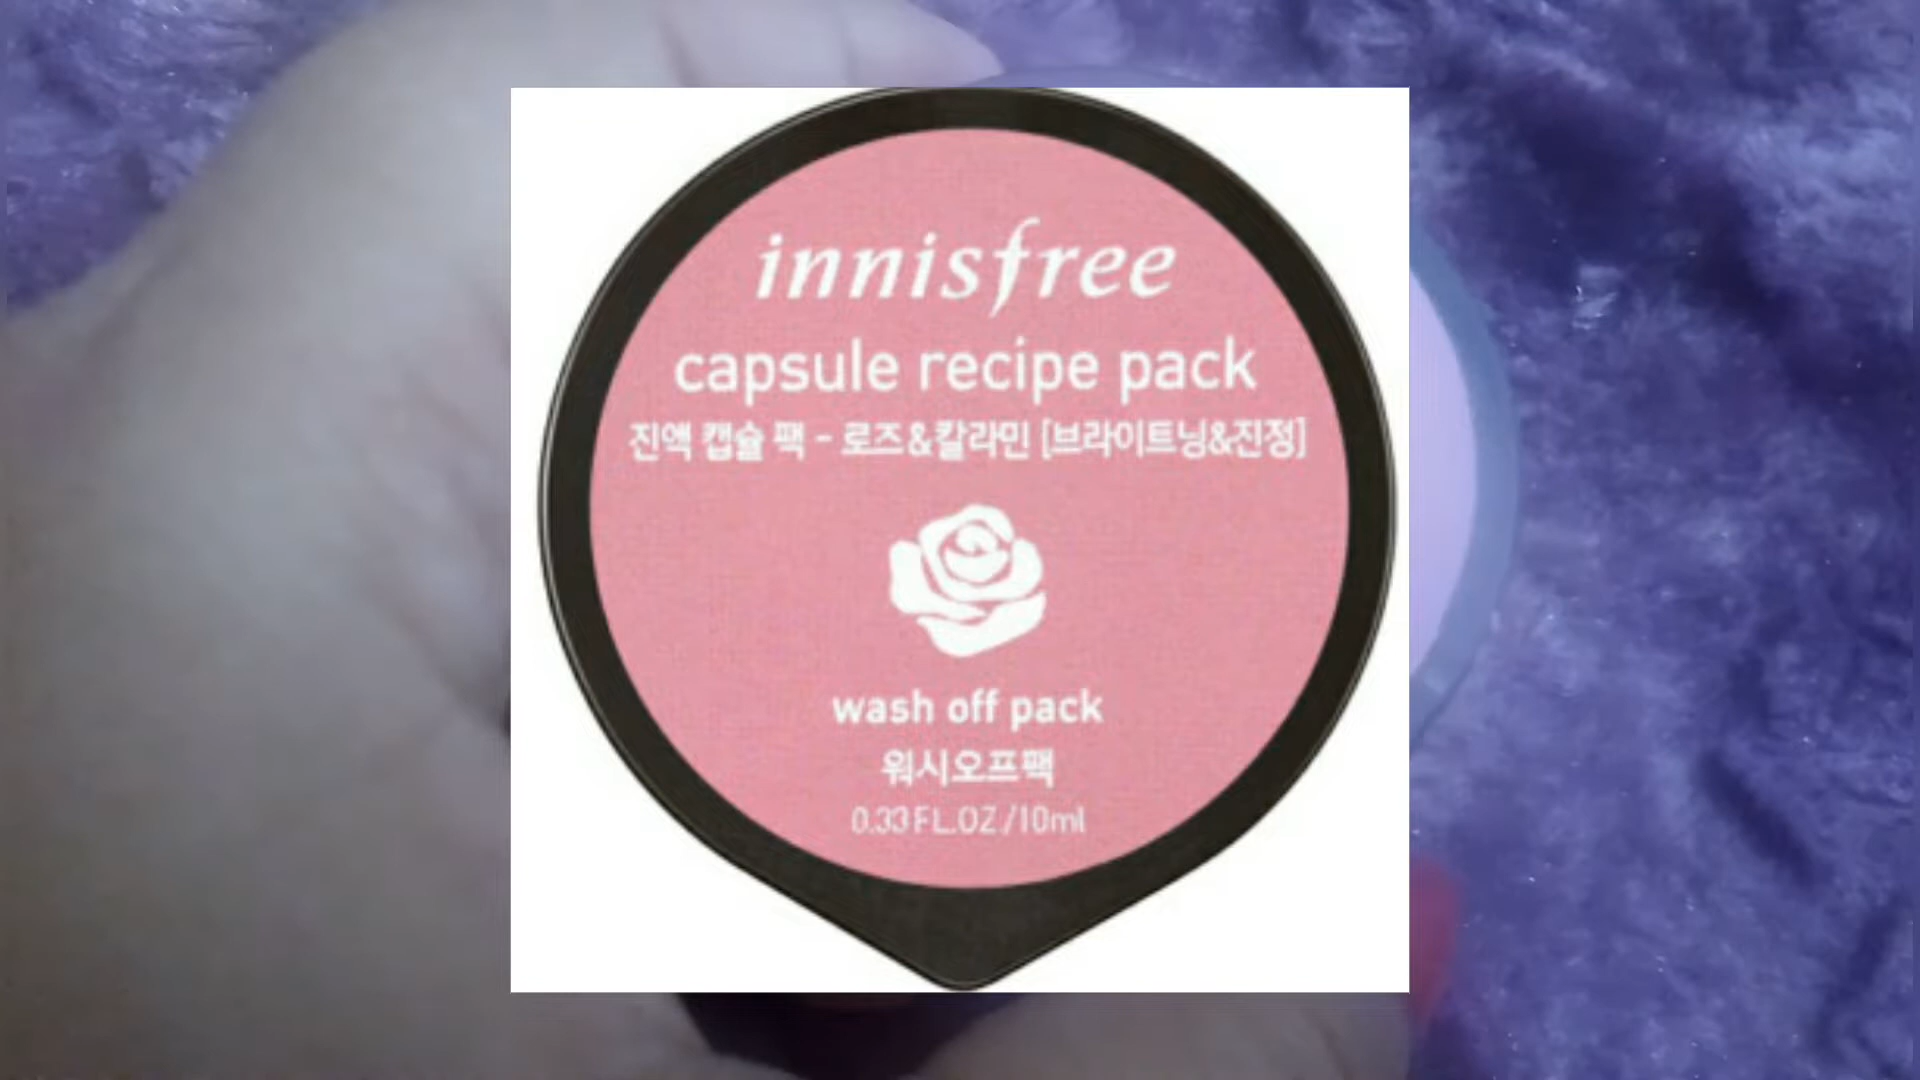 innisfree
capsule recipe pack
진액 캡슐 팩 - 로즈&칼라민 [브라이트닝&진정]
wash off pack
워시오프팩
0.33 FL.OZ /10ml